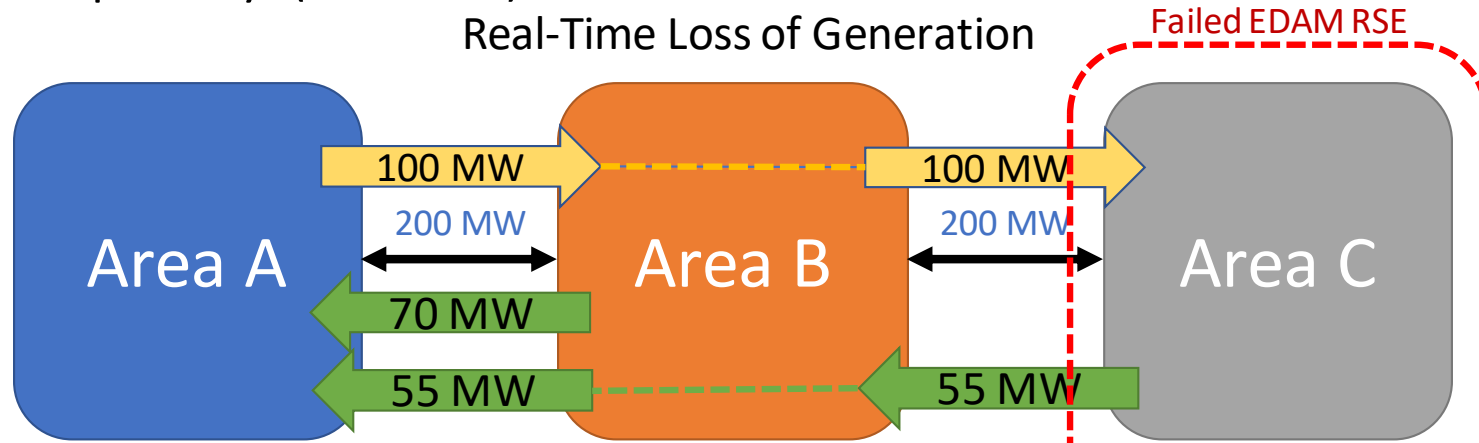 Real-Time Loss of Generation
Failed EDAM RSE
100 MW
100 MW
200 MW
200 MW
Area A
Area B
Area C
70 MW
55 MW
55 MW